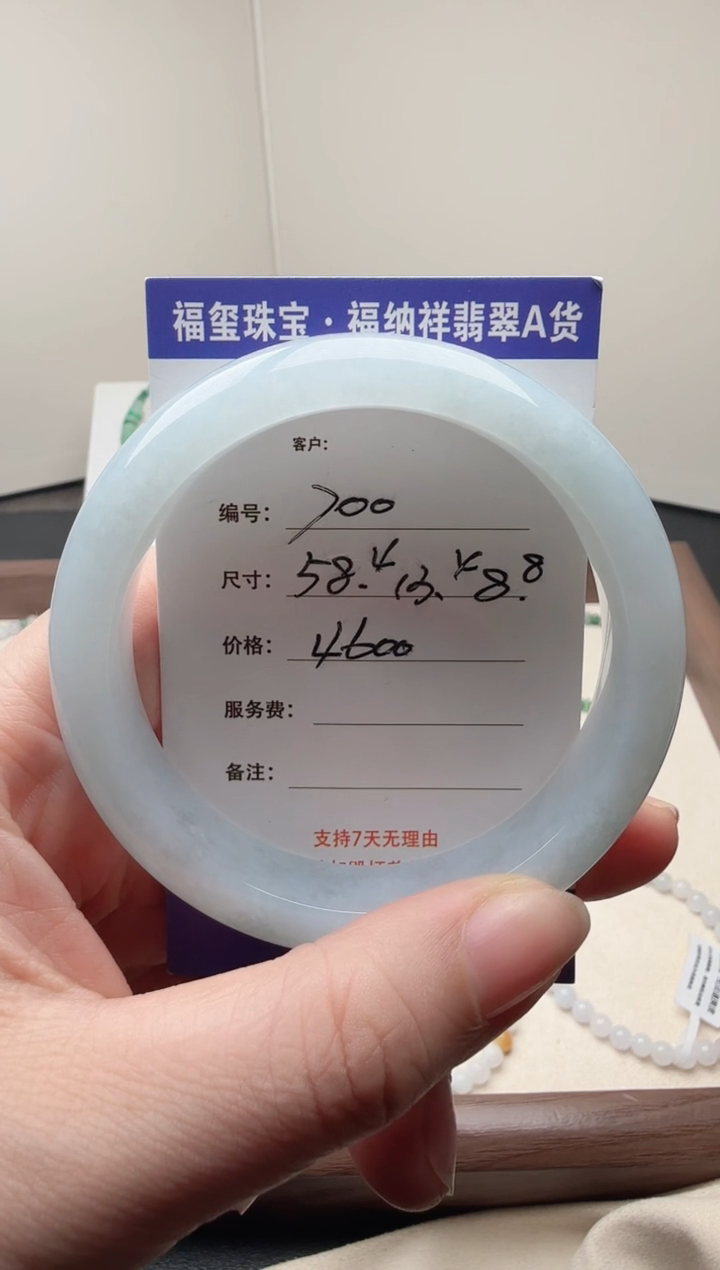 福玺珠宝·福纳祥翡翠A货
客户：
编号： 700
尺寸： 58.4 13.4 8.8
价格： 4600
服务费：
备注：
支持7天无理由